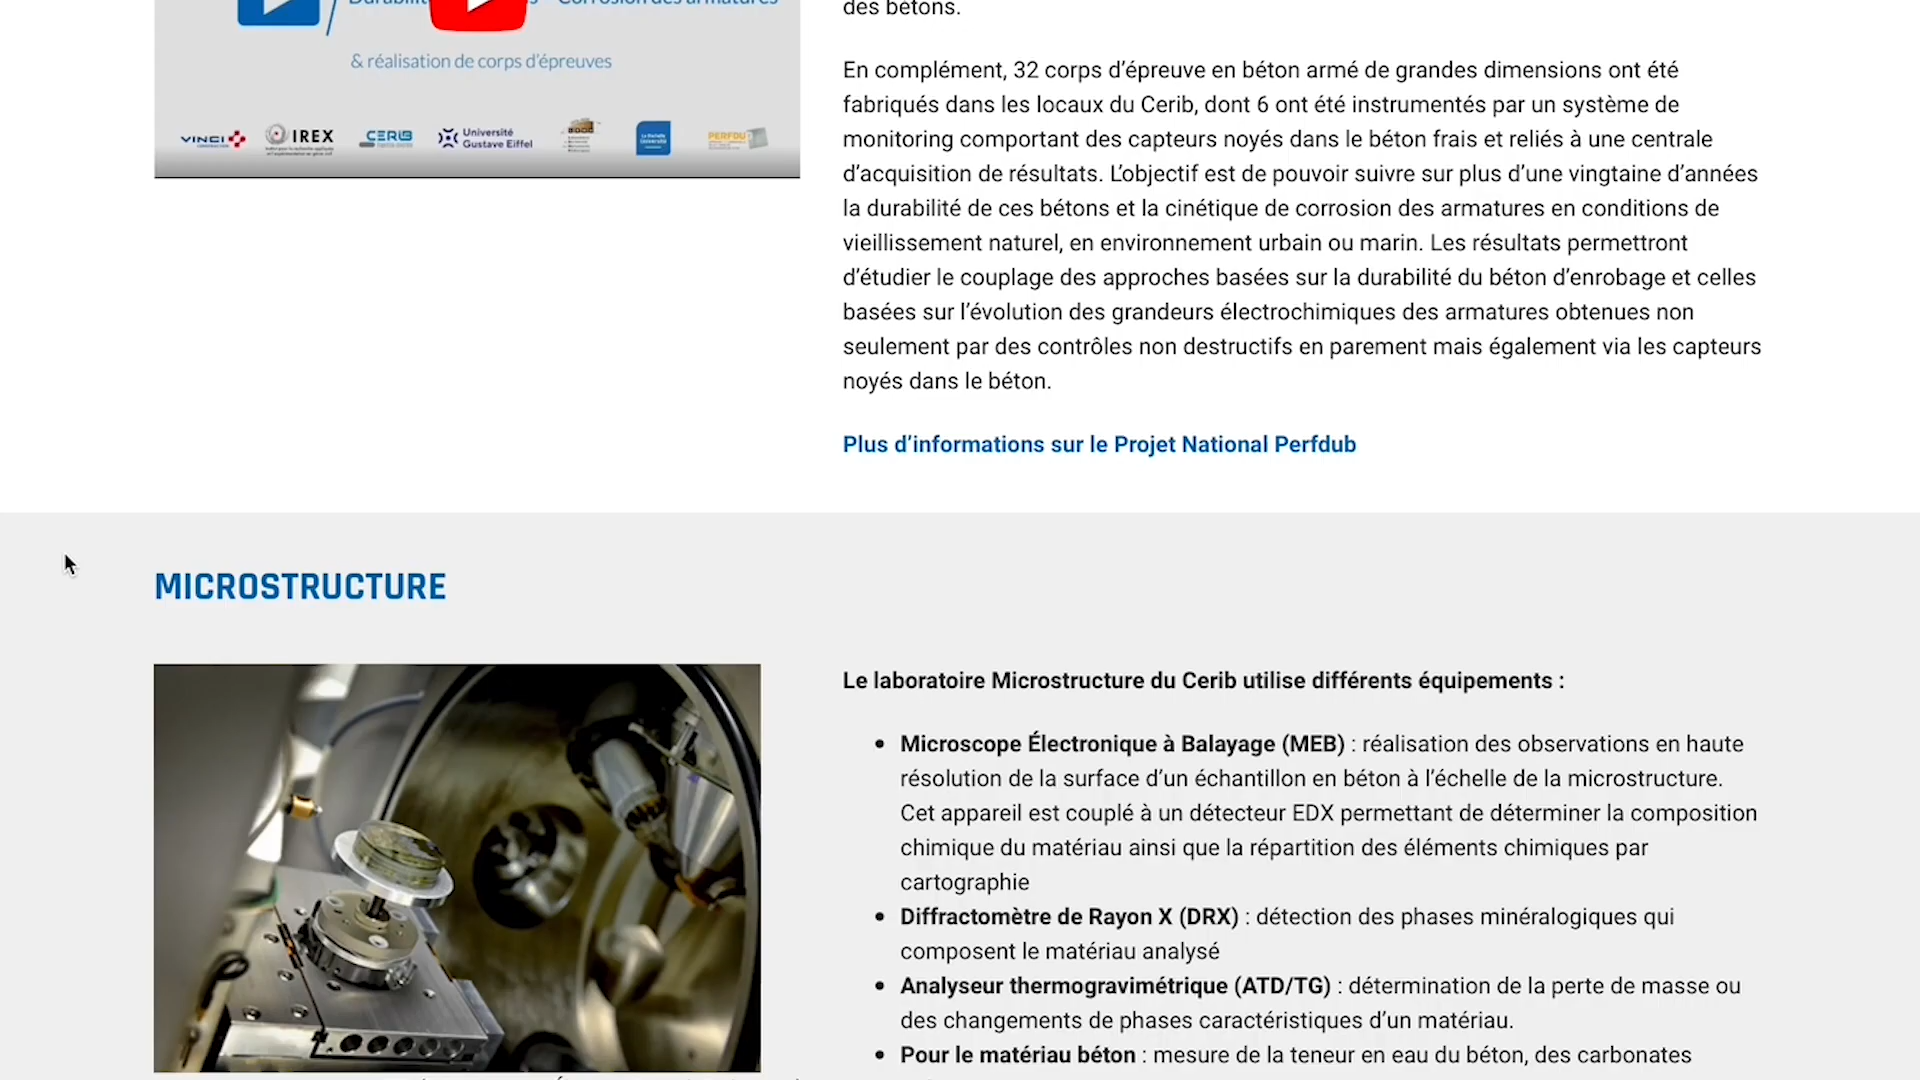 & réalisation de corps d’épreuves
VINCI
IREX
CERIB
Université
Gustave Eiffel
des bétons.
En complément, 32 corps d’épreuve en béton armé de grandes dimensions ont été
fabriqués dans les locaux du Cerib, dont 6 ont été instrumentés par un système de
monitoring comportant des capteurs noyés dans le béton frais et reliés à une centrale
d’acquisition de résultats. L’objectif est de pouvoir suivre sur plus d’une vingtaine d’années
la durabilité de ces bétons et la cinétique de corrosion des armatures en conditions de
vieillissement naturel, en environnement urbain ou marin. Les résultats permettront
d’étudier le couplage des approches basées sur la durabilité du béton d’enrobage et celles
basées sur l’évolution des grandeurs électrochimiques des armatures obtenues non
seulement par des contrôles non destructifs en parement mais également via les capteurs
noyés dans le béton.
Plus d’informations sur le Projet National Perfdub
MICROSTRUCTURE
Le laboratoire Microstructure du Cerib utilise différents équipements :
• Microscope Électronique à Balayage (MEB) : réalisation des observations en haute
résolution de la surface d’un échantillon en béton à l’échelle de la microstructure.
Cet appareil est couplé à un détecteur EDX permettant de déterminer la composition
chimique du matériau ainsi que la répartition des éléments chimiques par
cartographie
• Diffractomètre de Rayon X (DRX) : détection des phases minéralogiques qui
composent le matériau analysé
• Analyseur thermogravimétrique (ATD/TG) : détermination de la perte de masse ou
des changements de phases caractéristiques d’un matériau.
• Pour le matériau béton : mesure de la teneur en eau du béton, des carbonates